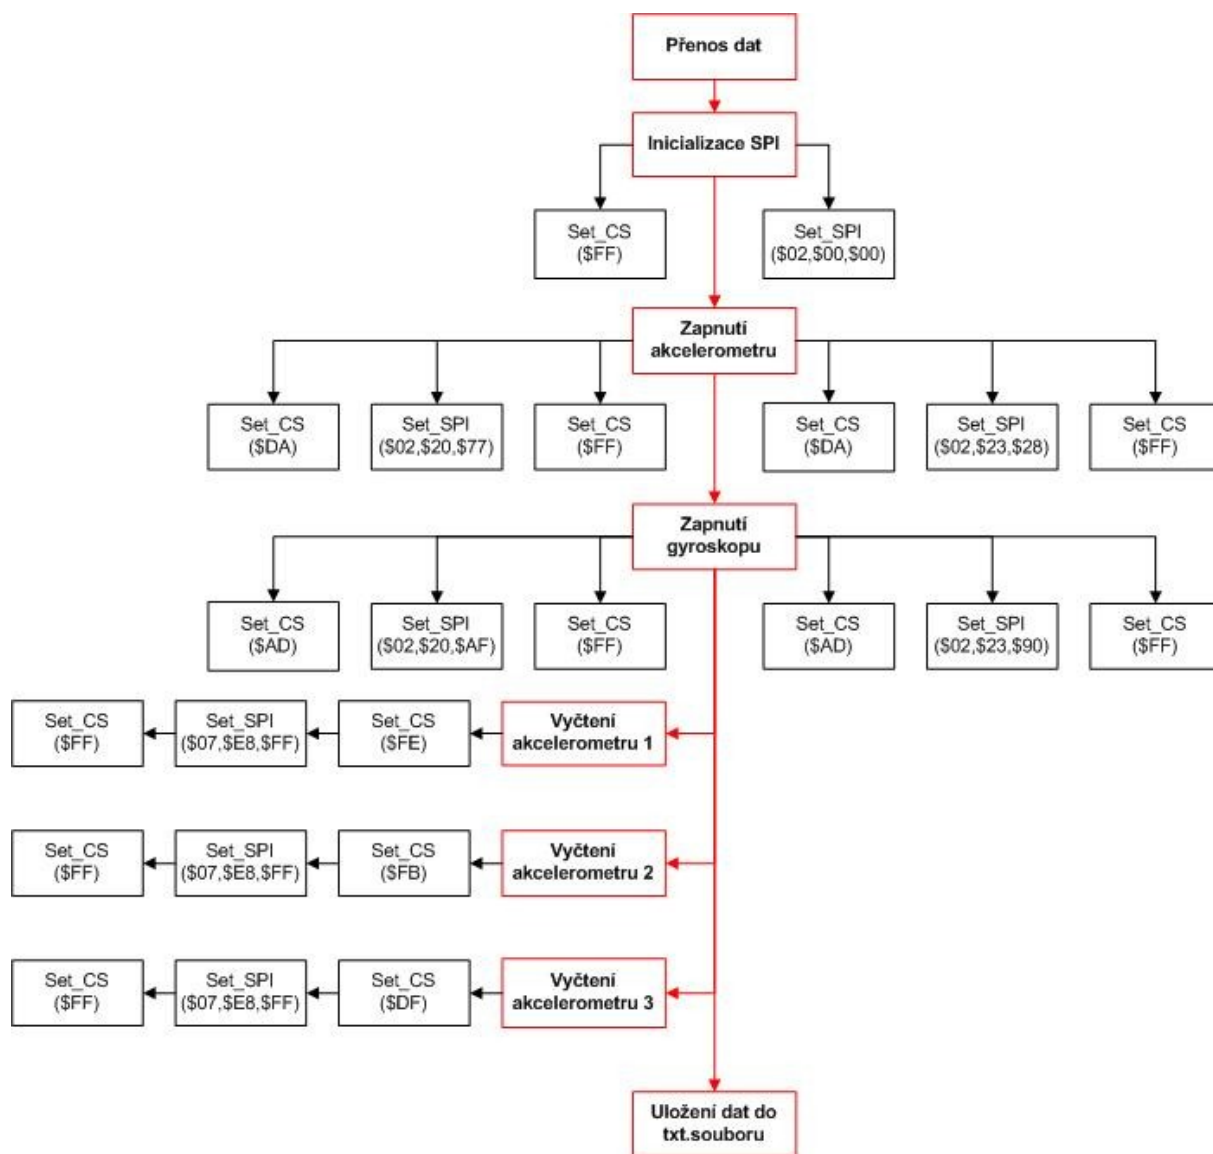 Přenos dat
Inicializace SPI
Set_CS
($FF)
Set_SPI
($02,$00,$00)
Zapnutí
akcelerometru
Set_CS
($DA)
Set_SPI
($02,$20,$77)
Set_CS
($FF)
Set_CS
($DA)
Set_SPI
($02,$23,$28)
Set_CS
($FF)
Zapnutí
gyroskopu
Set_CS
($AD)
Set_SPI
($02,$20,$AF)
Set_CS
($FF)
Set_CS
($AD)
Set_SPI
($02,$23,$90)
Set_CS
($FF)
Set_CS
($FF)
Set_SPI
($07,$E8,$FF)
Set_CS
($FE)
Vyčtení
akcelerometru 1
Set_CS
($FF)
Set_SPI
($07,$E8,$FF)
Set_CS
($FB)
Vyčtení
akcelerometru 2
Set_CS
($FF)
Set_SPI
($07,$E8,$FF)
Set_CS
($DF)
Vyčtení
akcelerometru 3
Uložení dat do
txt.souboru